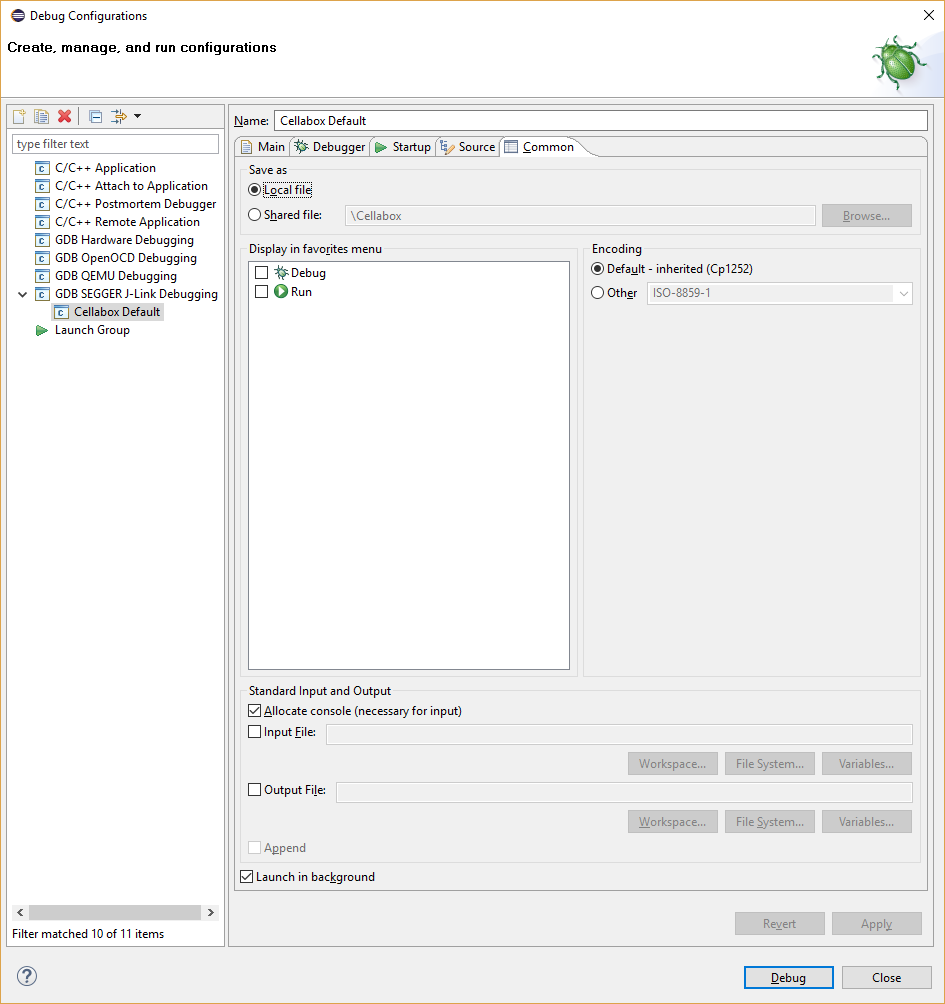 Debug Configurations
Create, manage, and run configurations
type filter text
C/C++ Application
C/C++ Attach to Application
C/C++ Postmortem Debugger
C/C++ Remote Application
GDB Hardware Debugging
GDB OpenOCD Debugging
GDB QEMU Debugging
GDB SEGGER J-Link Debugging
Cellabox Default
Launch Group
Filter matched 10 of 11 items
Name: Cellabox Default
Main Debugger Startup Source Common
Save as
Local file
Shared file: \Cellabox Browse...
Display in favorites menu
Debug
Run
Encoding
Default - inherited (Cp1252)
Other ISO-8859-1
Standard Input and Output
Allocate console (necessary for input)
Input File:
Workspace... File System... Variables...
Output File:
Workspace... File System... Variables...
Append
Launch in background
Revert Apply
? Debug Close